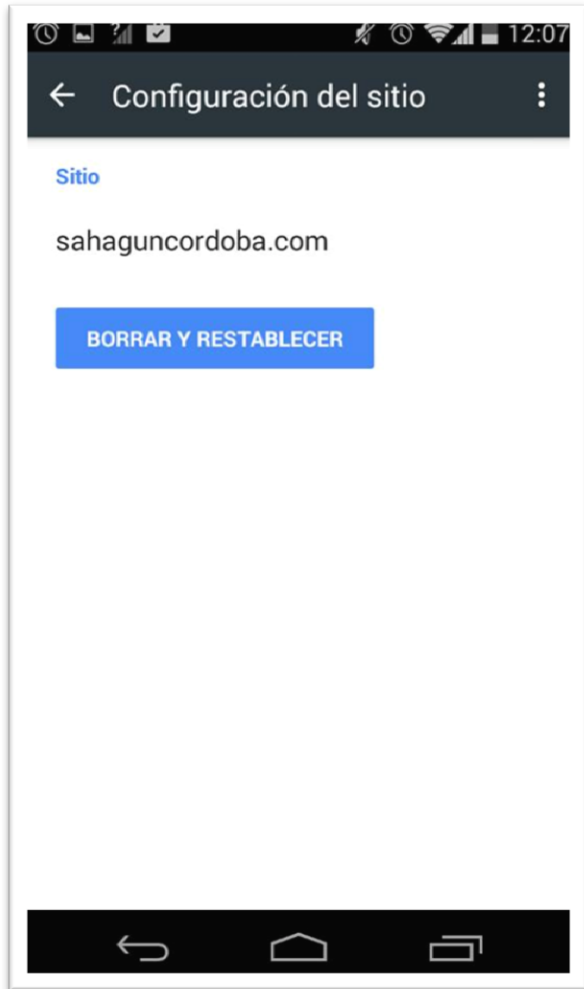 12:07
Configuración del sitio
Sitio
sahaguncordoba.com
BORRAR Y RESTABLECER